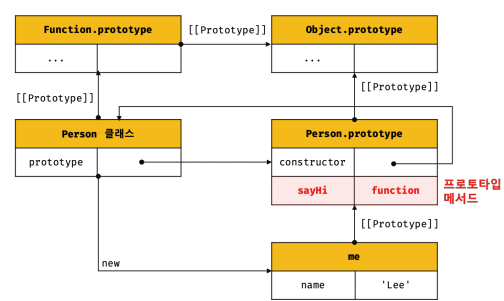 Function.prototype
[[Prototype]]
Object.prototype
...
...
[[Prototype]]
[[Prototype]]
Person 클래스
Person.prototype
prototype
constructor
sayHi
function
프로토타입
메서드
[[Prototype]]
new
me
name
'Lee'